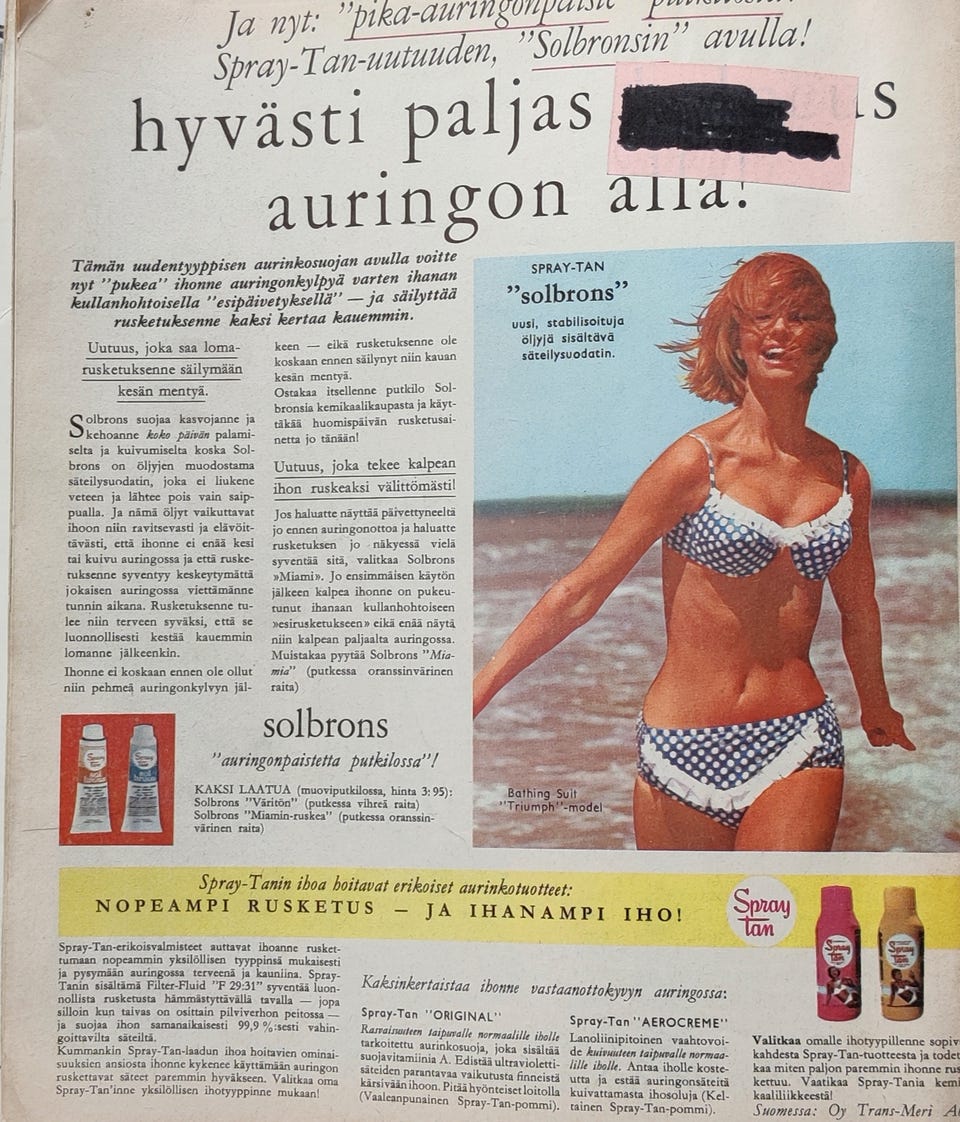 Ja nyt: "pika-auringonpaiste
Spray-Tan-uutuuden, "Solbronsin" avulla!
hyvästi paljas
auringon alla!
Tämän uudentyyppisen aurinkosuojan avulla voitte
nyt "pukea" ihonne auringonkylpyä varten ihanan
kullanhohtoisella "esipäivetyksellä" — ja säilyttää
rusketuksenne kaksi kertaa kauemmin.
Uutuus, joka saa loma-
rusketuksenne säilymään
kesän mentyä.
Solbrons suojaa kasvojanne ja
kehoanne koko päivän palami-
selta ja kuivumiselta koska Sol-
brons on öljyjen muodostama
säteilysuodatin, joka ei liukene
veteen ja lähtee pois vain saip-
pualla. Ja nämä öljyt vaikuttavat
ihoon niin ravitsevasti ja elävöit-
tävästi, että ihonne ei enää kesi
tai kuivu auringossa ja että ruske-
tuksenne syventyy keskeytymättä
jokaisen auringossa viettämänne
tunnin aikana. Rusketuksenne tu-
lee niin terveen syväksi, että se
luonnollisesti kestää kauemmin
lomanne jälkeenkin.
Ihonne ei koskaan ennen ole ollut
niin pehmeä auringonkylvyn jäl-
keen — eikä rusketuksenne ole
koskaan ennen säilynyt niin kauan
kesän mentyä.
Ostakaa itsellenne putkilo Sol-
bronsia kemikaalikaupasta ja käyt-
täkää huomispäivän rusketusai-
netta jo tänään!
Uutuus, joka tekee kalpean
ihon ruskeaksi välittömästi!
Jos haluatte näyttää päivettyneeltä
jo ennen auringonottoa ja haluatte
rusketuksen jo näkyessä vielä
syventää sitä, valitkaa Solbrons
»Miami». Jo ensimmäisen käytön
jälkeen kalpea ihonne on pukeu-
tunut ihanaan kullanhohtoiseen
»esirusketukseen» eikä enää näytä
niin kalpean paljaalta auringossa.
Muistakaa pyytää Solbrons "Mia-
mia" (putkessa oranssinvärinen
raita)
SPRAY-TAN
"solbrons"
uusi, stabilisoituja
öljyjä sisältävä
säteilysuodatin.
Bathing Suit
"Triumph"-model
solbrons
"auringonpaistetta putkilossa"!
KAKSI LAATUA (muoviputkilossa, hinta 3:95):
Solbrons "Väritön" (putkessa vihreä raita)
Solbrons "Miamin-ruskea" (putkessa oranssin-
värinen raita)
Spray-Tanin ihoa hoitavat erikoiset aurinkotuotteet:
NOPEAMPI RUSKETUS — JA IHANAMPI IHO!
Spray
tan
Spray
tan
Spray
tan
Spray-Tan-erikoisvalmisteet auttavat ihoanne rusket-
tumaan nopeammin yksilöllisen tyyppinsä mukaisesti
ja pysymään auringossa terveenä ja kauniina. Spray-
Tanin sisältämä Filter-Fluid "F 29:31" syventää luon-
nollista rusketusta hämmästyttävällä tavalla — jopa
silloin kun taivas on osittain pilviverhon peitossa —
ja suojaa ihon samanaikaisesti 99,9 %:sesti vahin-
goittavilta säteiltä.
Kummankin Spray-Tan-laadun ihoa hoitavien ominai-
suuksien ansiosta ihonne kykenee käyttämään auringon
ruskettavat säteet paremmin hyväkseen. Valitkaa oma
Spray-Tan'inne yksilöllisen ihotyyppinne mukaan!
Kaksinkertaistaa ihonne vastaanottokyvyn auringossa:
Spray-Tan "ORIGINAL"
Rasvaisuuteen taipuvalle normaalille iholle
tarkoitettu aurinkosuoja, joka sisältää
suojavitamiinia A. Edistää ultravioletti-
säteiden parantavaa vaikutusta finneistä
kärsivään ihoon. Pitää hyönteiset loitolla
(Vaaleanpunainen Spray-Tan-pommi).
Spray-Tan "AEROCREME"
Lanoliinipitoinen vaahtovoi-
de kuivuuteen taipuvalle normaa-
lille iholle. Antaa iholle koste-
utta ja estää auringonsäteitä
kuivattamasta ihosoluja (Kel-
tainen Spray-Tan-pommi).
Valitkaa omalle ihotyypillenne sopiv
kahdesta Spray-Tan-tuotteesta ja todet
kaa miten paljon paremmin ihonne rus
kettuu. Vaatikaa Spray-Tania kemi
kaaliliikkeestä!
Suomessa: Oy Trans-Meri A